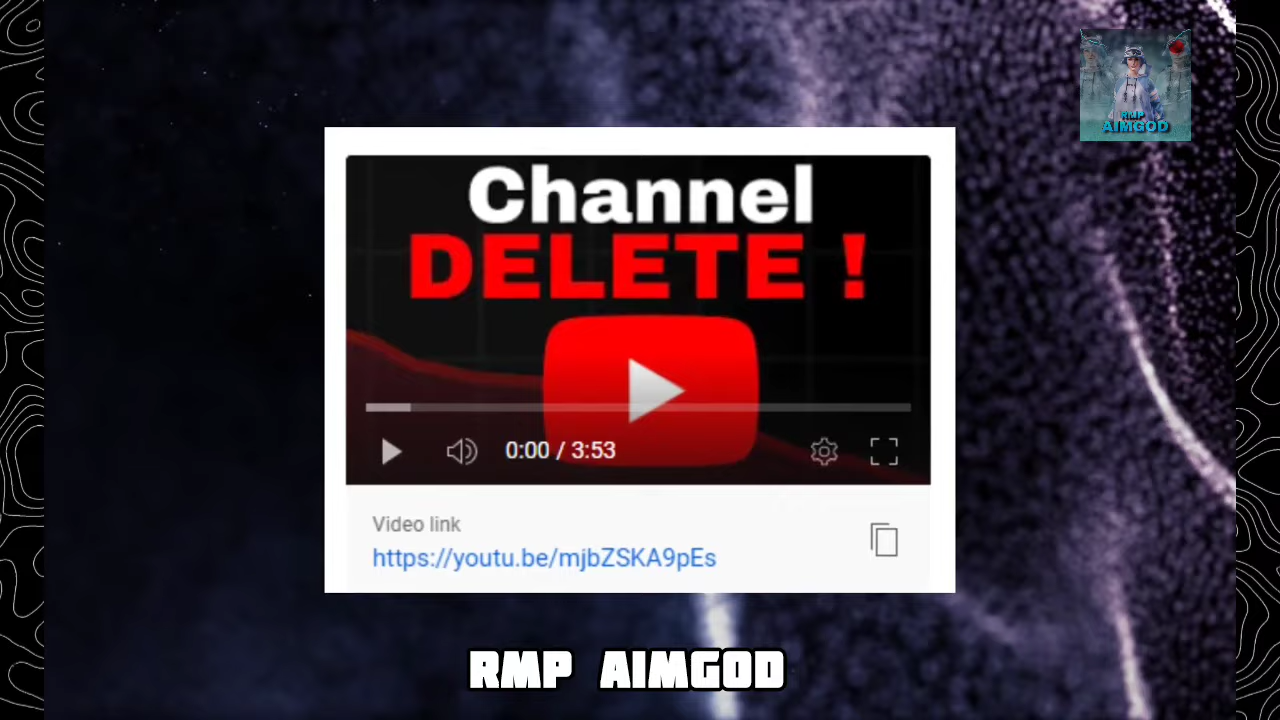 RMP
AIMGOD
Channel
DELETE !
0:00 / 3:53
Video link
https://youtu.be/mjbZSKA9pEs
RMP AIMGOD